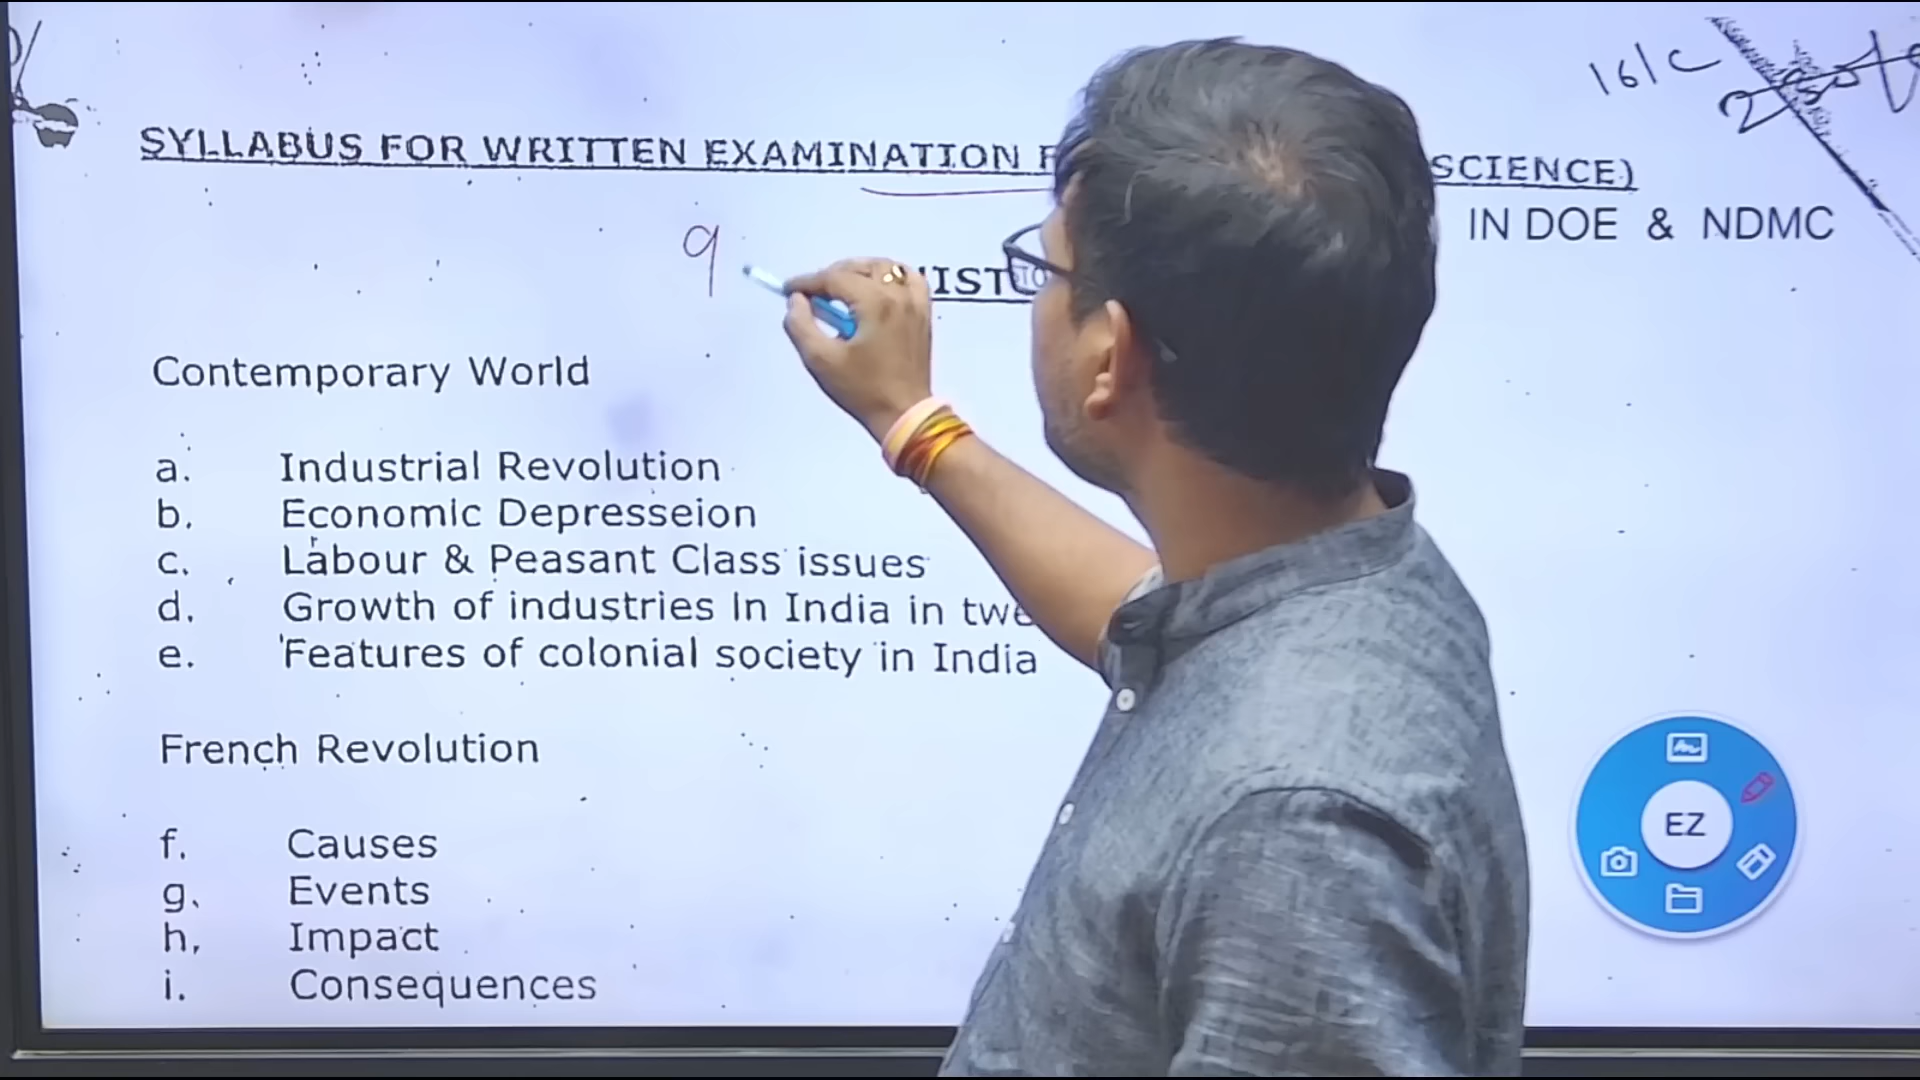 16/C
SYLLABUS FOR WRITTEN EXAMINATION SCIENCE)
IN DOE & NDMC
9
IST
Contemporary World
a. Industrial Revolution
b. Economic Depresseion
c. Labour & Peasant Class issues
d. Growth of industries in India in twe
e. Features of colonial society in India
French Revolution
f. Causes
g. Events
h. Impact
i. Consequences
EZ